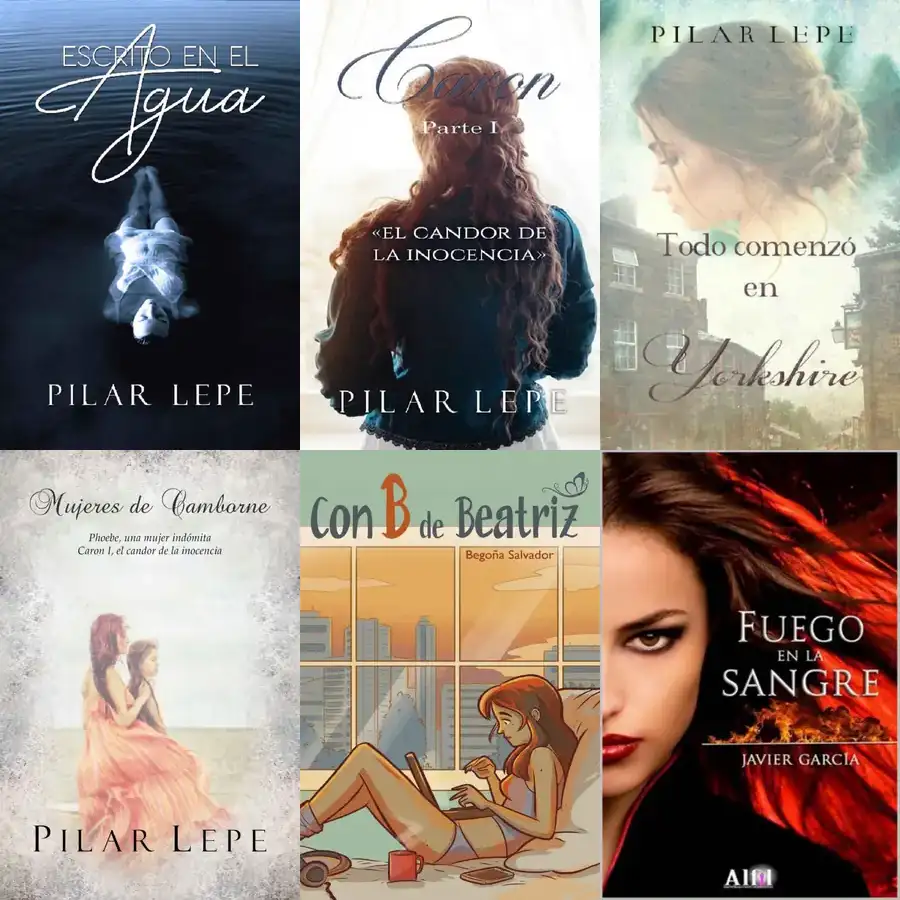 ESCRITO EN EL
Agua
PILAR LEPE
Caron
Parte I
«EL CANDOR DE
LA INOCENCIA»
PILAR LEPE
PILAR LEPE
Todo comenzó
en
Yorkshire
Mujeres de Camborne
Phoebe, una mujer indómita
Caron I, el candor de la inocencia
PILAR LEPE
Con B de Beatriz
Begoña Salvador
FUEGO
EN LA
SANGRE
JAVIER GARCÍA